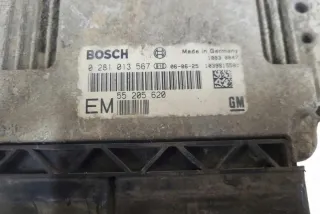 BOSCH
Made in Germany
0 281 013 567
06-06-25
EM 55 205 620
GM